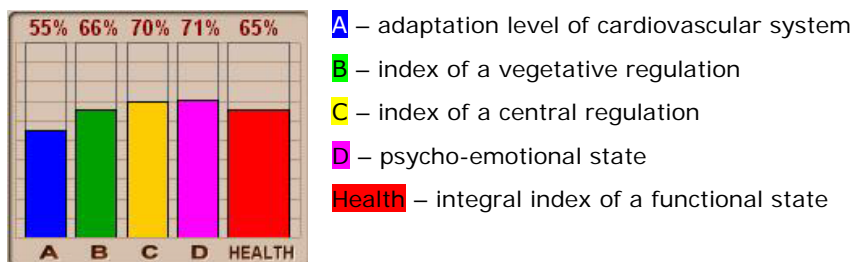 55% 66% 70% 71% 65%
A B C D HEALTH
A – adaptation level of cardiovascular system
B – index of a vegetative regulation
C – index of a central regulation
D – psycho-emotional state
Health – integral index of a functional state